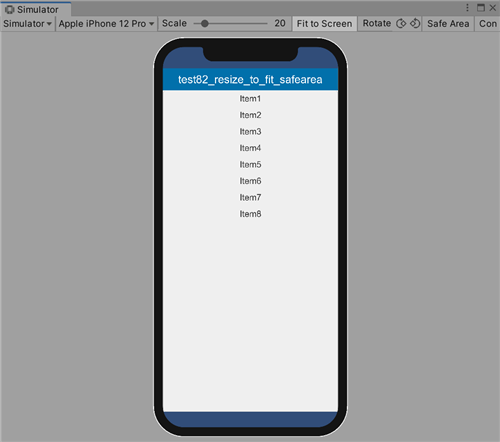 Simulator
Simulator Apple iPhone 12 Pro Scale 20 Fit to Screen Rotate Safe Area Con
test82_resize_to_fit_safearea
Item1
Item2
Item3
Item4
Item5
Item6
Item7
Item8